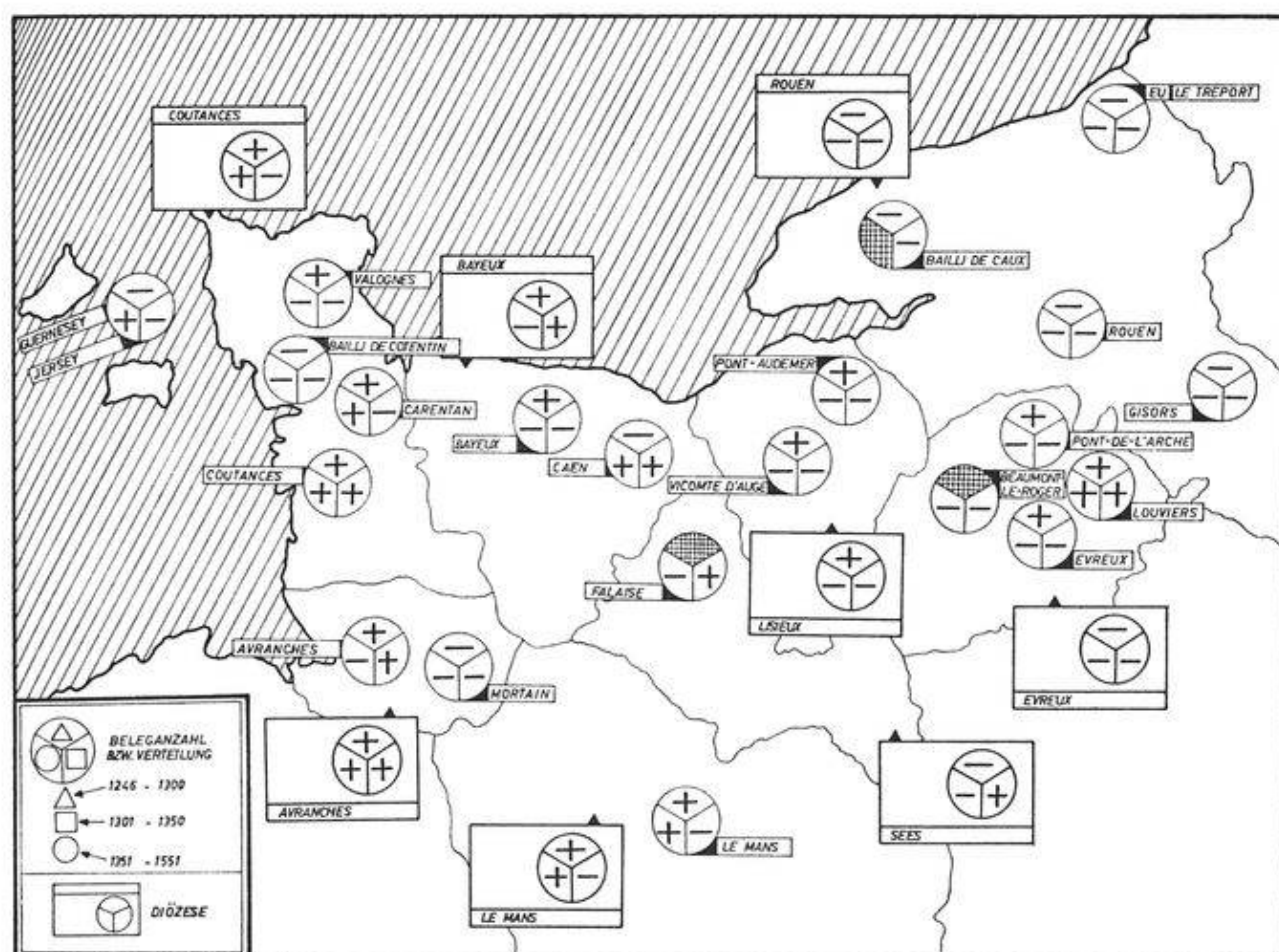 ROUEN
COUTANCES
EU LE TREPORT
BAILLI DE CAUX
VALOGNES
BAYEUX
GUERNESEY
JERSEY
BAILLI DE COTENTIN
ROUEN
PONT-AUDEMER
CARENTAN
GISORS
BAYEUX
PONT-DE-L'ARCHE
CAEN
COUTANCES
VICOMTE D'AUGE
BEAUMONT-
LE-ROGER
LOUVIERS
EVREUX
FALAISE
LISIEUX
AVRANCHES
MORTAIN
EVREUX
BELEGANZAHL
BZW. VERTEILUNG
1246 - 1300
1301 - 1350
1351 - 1551
DIÖZESE
AVRANCHES
SEES
LE MANS
LE MANS